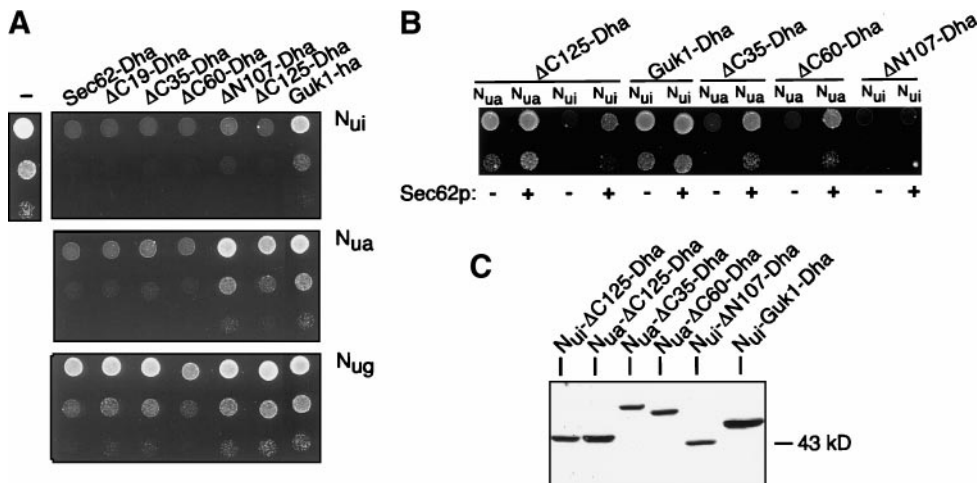 A
Sec62-Dha
ΔC19-Dha
ΔC35-Dha
ΔC60-Dha
ΔN107-Dha
ΔC125-Dha
Guk1-ha
–
Nui
Nua
Nug
B
ΔC125-Dha
Guk1-Dha
ΔC35-Dha
ΔC60-Dha
ΔN107-Dha
Nua Nua Nui Nui Nui Nui Nua Nua Nua Nua Nui Nui
Sec62p: - + - + - + - + - + - +
C
Nui-ΔC125-Dha
Nua-ΔC125-Dha
Nua-ΔC35-Dha
Nua-ΔC60-Dha
Nui-ΔN107-Dha
Nui-Guk1-Dha
— 43 kD